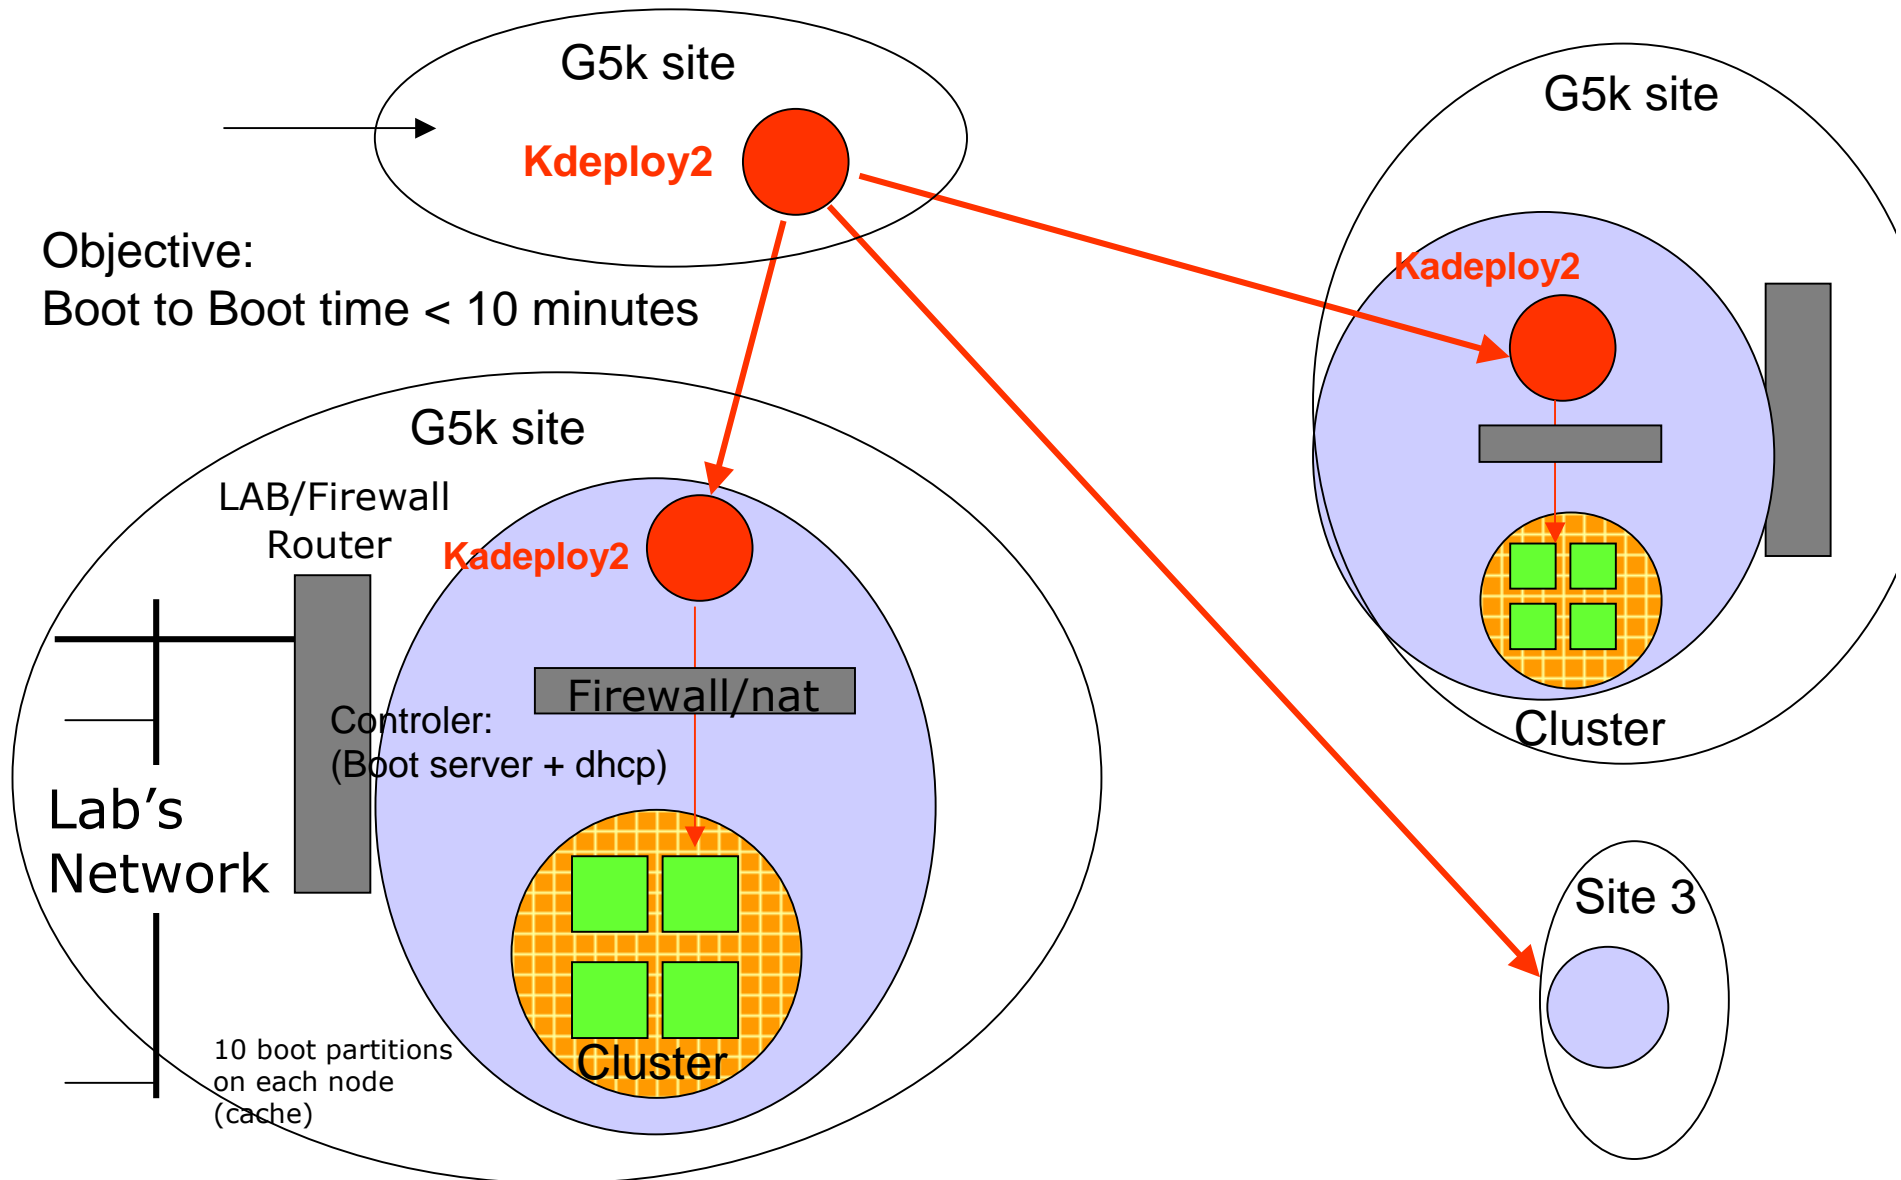 G5k site
Kdeploy2
G5k site
Objective:
Boot to Boot time < 10 minutes
Kadeploy2
G5k site
LAB/Firewall
Router
Kadeploy2
Firewall/nat
Controler:
(Boot server + dhcp)
Cluster
Lab’s
Network
Site 3
10 boot partitions
on each node
(cache)
Cluster